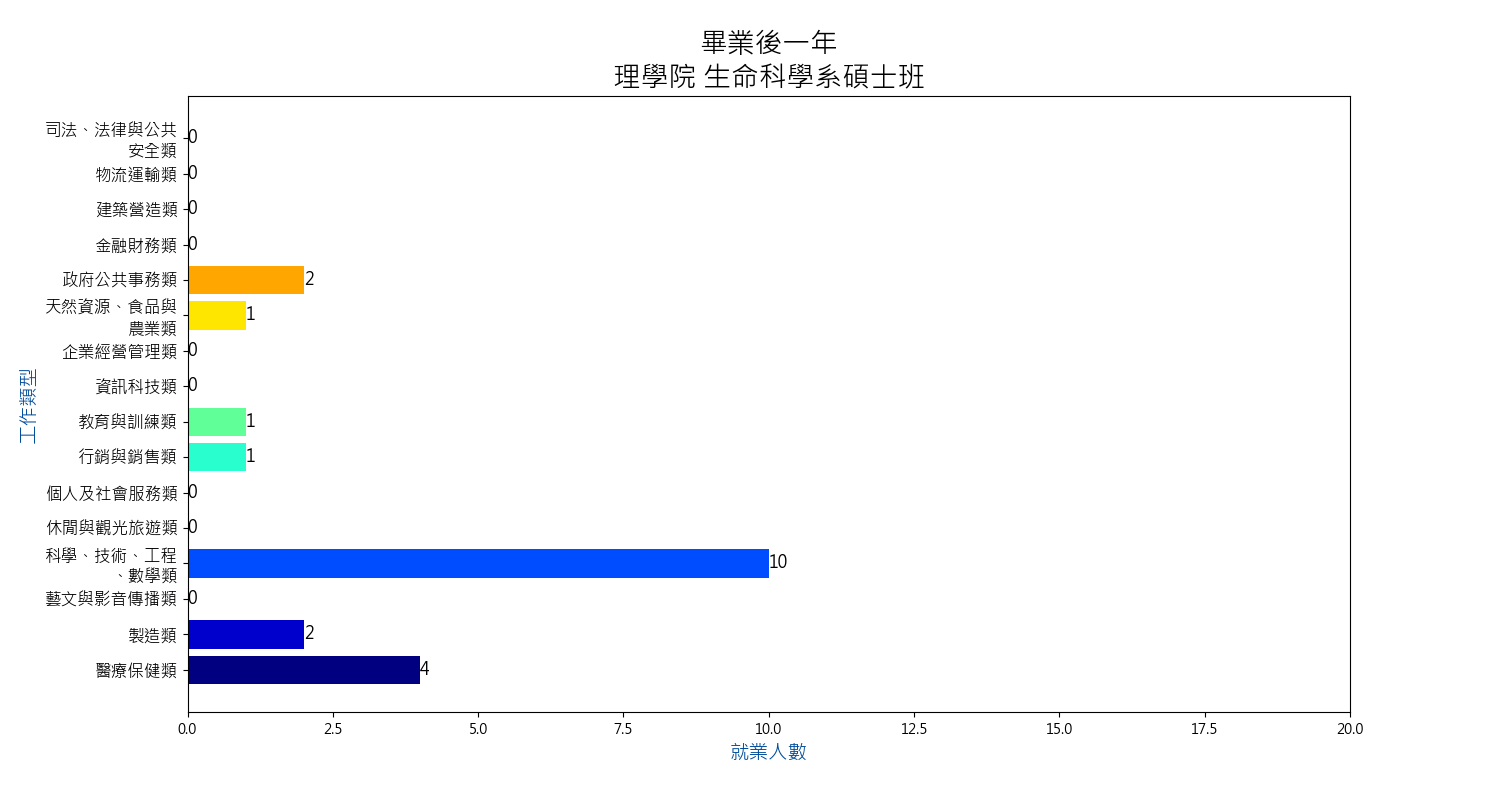 畢業後一年
理學院 生命科學系碩士班
工作類型
司法、法律與公共
安全類
0
物流運輸類
0
建築營造類
0
金融財務類
0
政府公共事務類
2
天然資源、食品與
農業類
1
企業經營管理類
0
資訊科技類
0
教育與訓練類
1
行銷與銷售類
1
個人及社會服務類
0
休閒與觀光旅遊類
0
科學、技術、工程
、數學類
10
藝文與影音傳播類
0
製造類
2
醫療保健類
4
0.0 2.5 5.0 7.5 10.0 12.5 15.0 17.5 20.0
就業人數